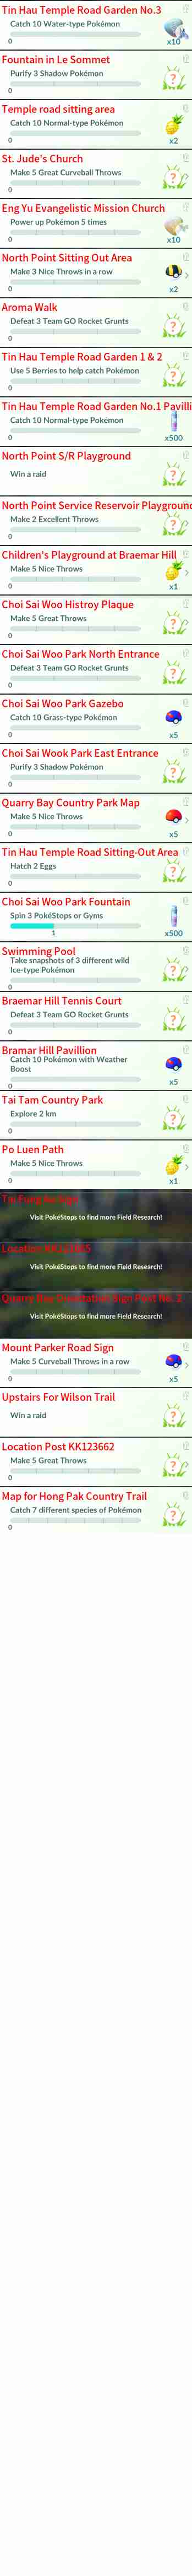 Tin Hau Temple Road Garden No.3
Catch 10 Water-type Pokémon
0
x10
Fountain in Le Sommet
Purify 3 Shadow Pokémon
?
0
Temple road sitting area
Catch 10 Normal-type Pokémon
0
x2
St. Jude's Church
Make 5 Great Curveball Throws
?
0
Eng Yu Evangelistic Mission Church
Power up Pokémon 5 times
0
x10
North Point Sitting Out Area
Make 3 Nice Throws in a row
0
x2
Aroma Walk
Defeat 3 Team GO Rocket Grunts
?
0
Tin Hau Temple Road Garden 1 & 2
Use 5 Berries to help catch Pokémon
?
0
Tin Hau Temple Road Garden No.1 Pavilli
Catch 10 Normal-type Pokémon
0
x500
North Point S/R Playground
Win a raid
?
North Point Service Reservoir Playground
Make 2 Excellent Throws
?
0
Children's Playground at Braemar Hill
Make 5 Nice Throws
0
x1
Choi Sai Woo Histroy Plaque
Make 5 Great Throws
?
0
Choi Sai Woo Park North Entrance
Defeat 3 Team GO Rocket Grunts
?
0
Choi Sai Woo Park Gazebo
Catch 10 Grass-type Pokémon
0
x5
Choi Sai Wook Park East Entrance
Purify 3 Shadow Pokémon
?
0
Quarry Bay Country Park Map
Make 5 Nice Throws
0
x5
Tin Hau Temple Road Sitting-Out Area
Hatch 2 Eggs
?
0
Choi Sai Woo Park Fountain
Spin 3 PokéStops or Gyms
1
x500
Swimming Pool
Take snapshots of 3 different wild
Ice-type Pokémon
?
0
Braemar Hill Tennis Court
Defeat 3 Team GO Rocket Grunts
?
0
Bramar Hill Pavillion
Catch 10 Pokémon with Weather
Boost
0
x5
Tai Tam Country Park
Explore 2 km
?
0
Po Luen Path
Make 5 Nice Throws
0
x1
Visit PokéStops to find more Field Research!
Visit PokéStops to find more Field Research!
Visit PokéStops to find more Field Research!
Mount Parker Road Sign
Make 5 Curveball Throws in a row
0
x5
Upstairs For Wilson Trail
Win a raid
?
Location Post KK123662
Make 5 Great Throws
?
0
Map for Hong Pak Country Trail
Catch 7 different species of Pokémon
?
0